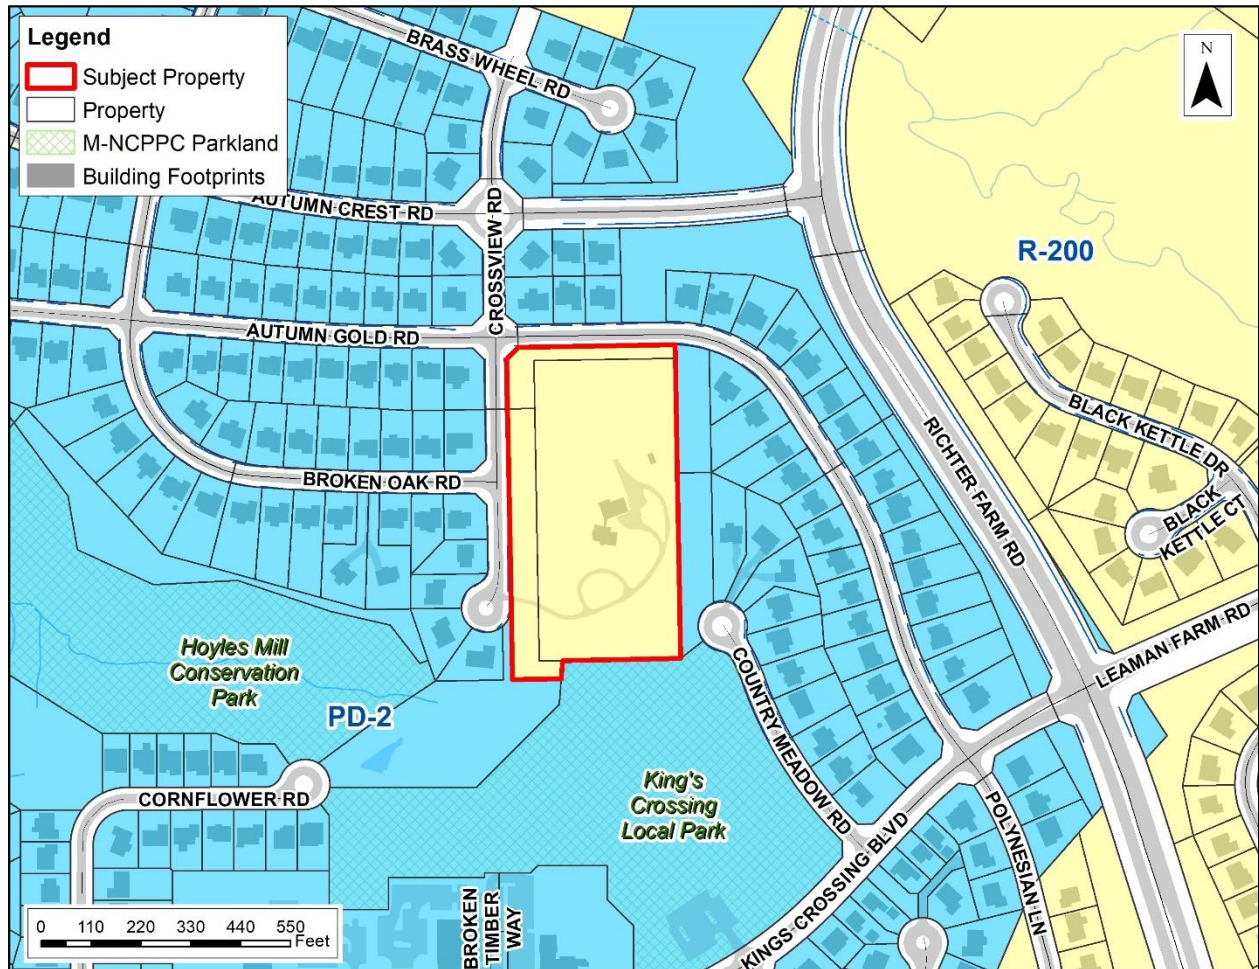 Legend
Subject Property
Property
M-NCPPC Parkland
Building Footprints
BRASS WHEEL RD
N
AUTUMN CREST RD
CROSSVIEW RD
R-200
AUTUMN GOLD RD
BLACK KETTLE DR
RICHTER FARM RD
BROKEN OAK RD
BLACK
KETTLE CT
LEAMAN FARM RD
Hoyles Mill
Conservation
Park
PD-2
COUNTRY MEADOW RD
King's
Crossing
Local Park
CORNFLOWER RD
POLYNESIAN LN
KINGS CROSSING BLVD
BROKEN
TIMBER
WAY
0 110 220 330 440 550
Feet